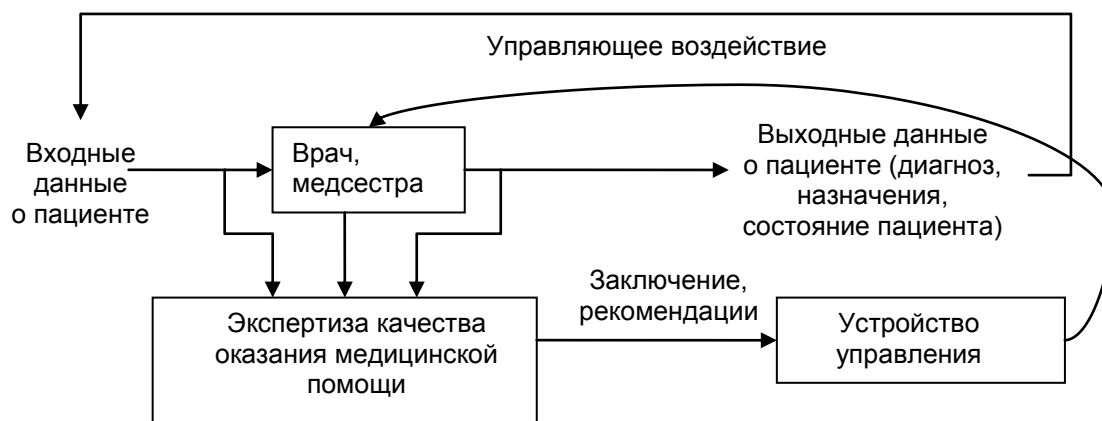 Управляющее воздействие
Входные
данные
о пациенте
Врач,
медсестра
Выходные данные
о пациенте (диагноз,
назначения,
состояние пациента)
Заключение,
рекомендации
Экспертиза качества
оказания медицинской
помощи
Устройство
управления